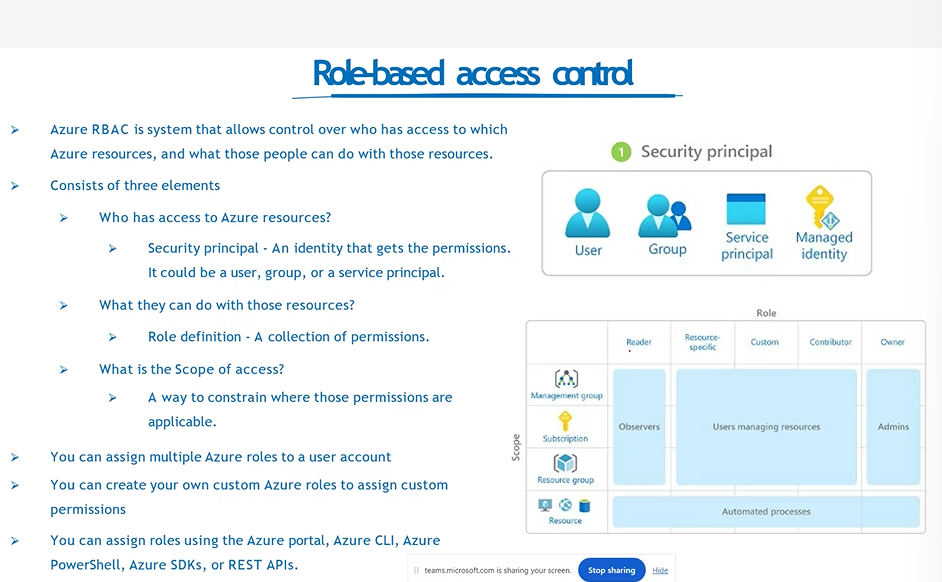 Role-based access control
Azure RBAC is system that allows control over who has access to which
Azure resources, and what those people can do with those resources.
Consists of three elements
Who has access to Azure resources?
Security principal - An identity that gets the permissions.
It could be a user, group, or a service principal.
What they can do with those resources?
Role definition - A collection of permissions.
What is the Scope of access?
A way to constrain where those permissions are
applicable.
You can assign multiple Azure roles to a user account
You can create your own custom Azure roles to assign custom
permissions
You can assign roles using the Azure portal, Azure CLI, Azure
PowerShell, Azure SDKs, or REST APIs.
1 Security principal
User
Group
Service
principal
Managed
identity
Role
Reader
Resource-
specific
Custom
Contributor
Owner
Scope
Management group
Subscription
Resource group
Resource
Observers
Users managing resources
Admins
Automated processes
teams.microsoft.com is sharing your screen.
Stop sharing
Hide